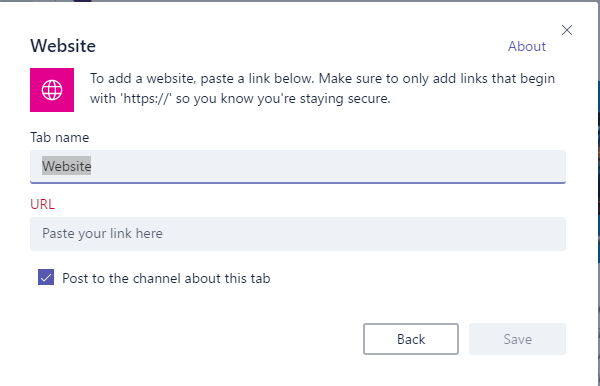 Website
About
To add a website, paste a link below. Make sure to only add links that begin
with 'https://' so you know you're staying secure.
Tab name
Website
URL
Paste your link here
Post to the channel about this tab
Back
Save